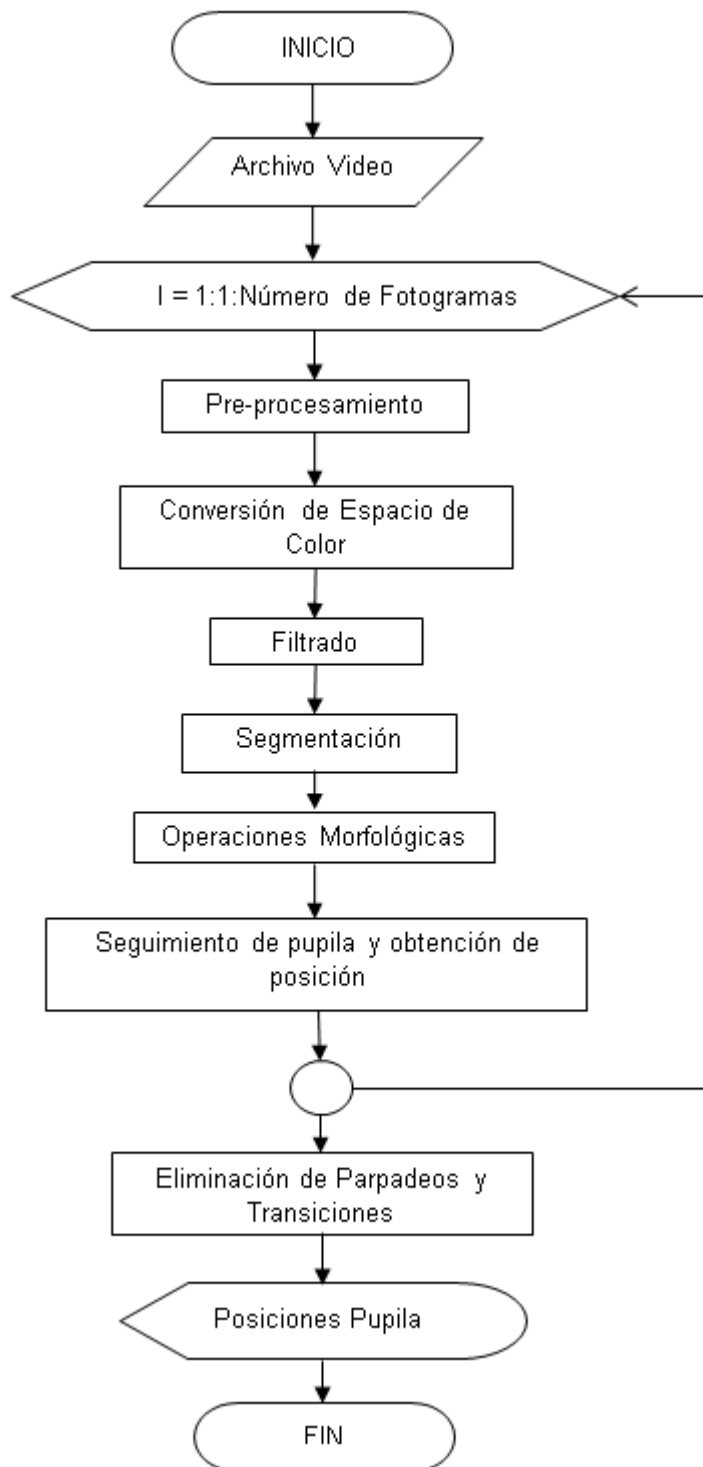 INICIO
Archivo Video
I = 1:1:Número de Fotogramas
Pre-procesamiento
Conversión de Espacio de
Color
Filtrado
Segmentación
Operaciones Morfológicas
Seguimiento de pupila y obtención de
posición
Eliminación de Parpadeos y
Transiciones
Posiciones Pupila
FIN